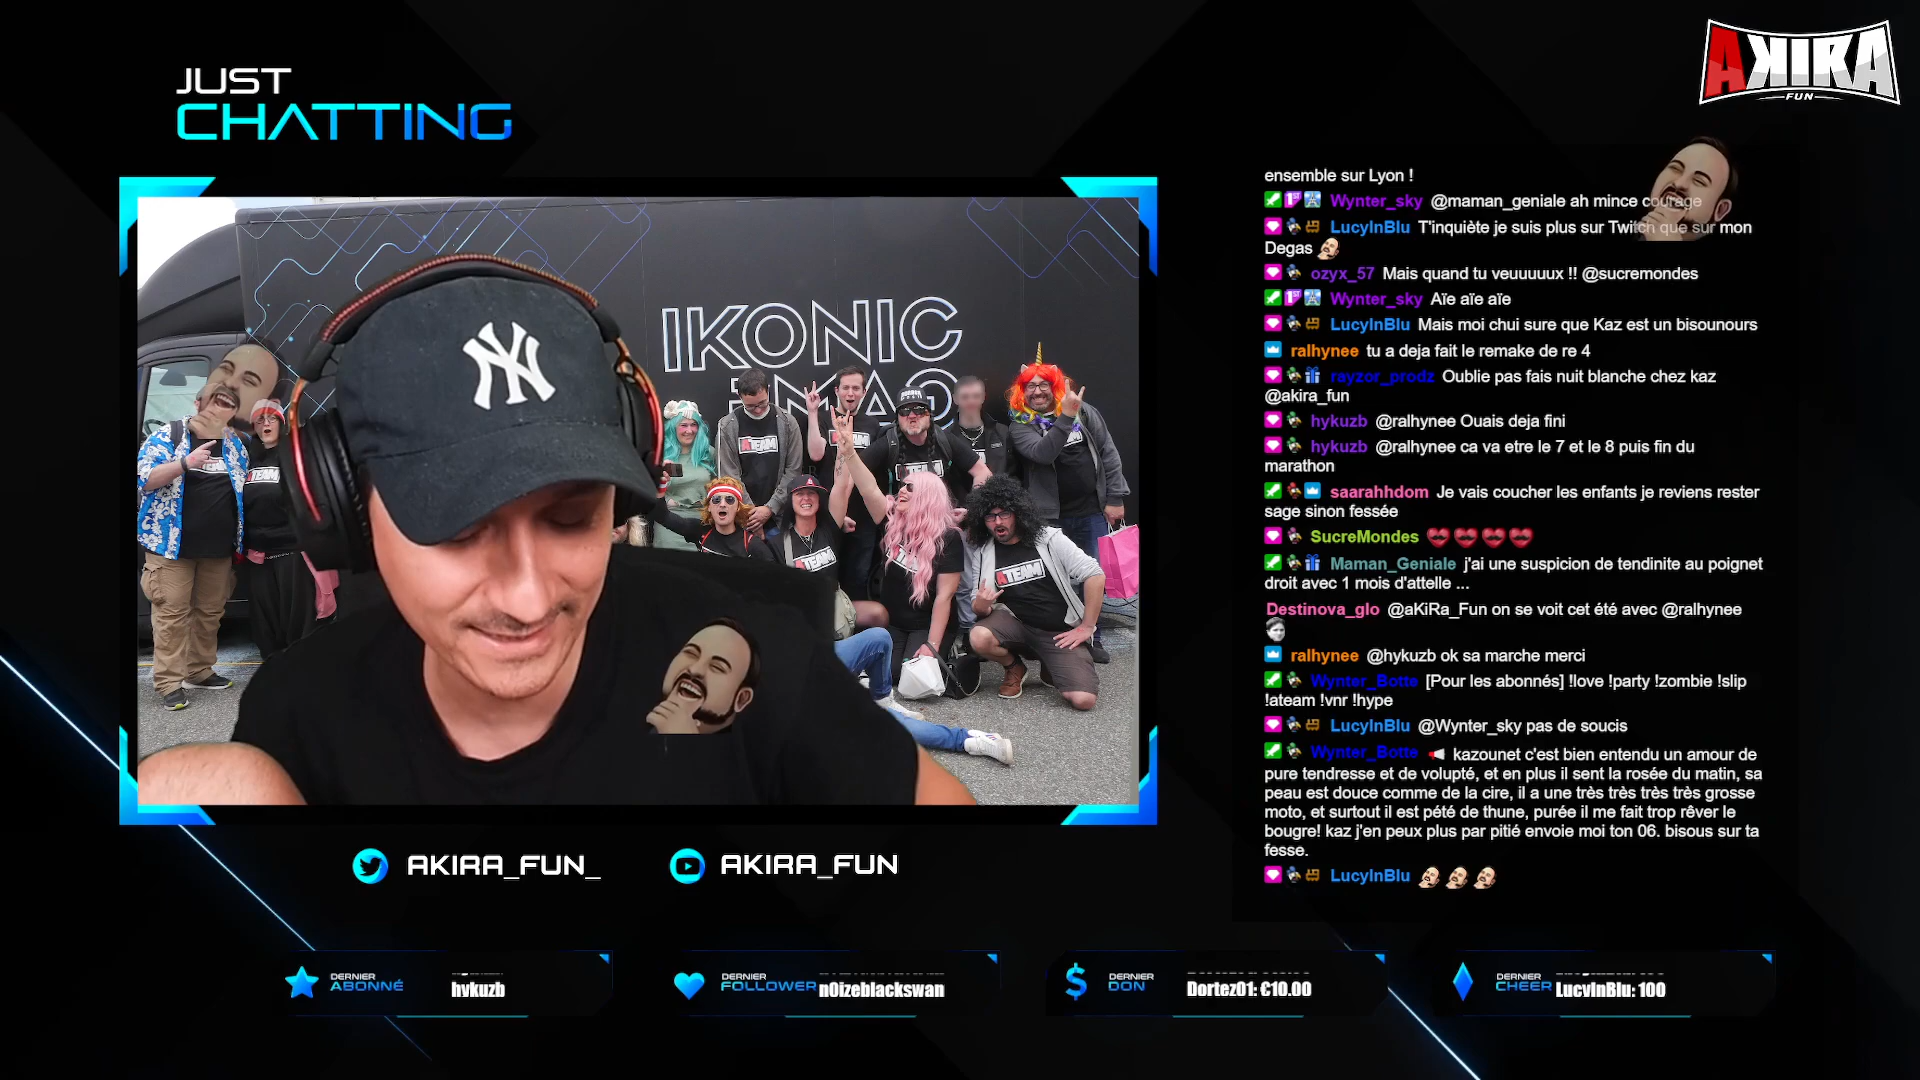 JUST
CHATTING
AKIRA
FUN
IKONIC
NY
ATEAM
ATEAM
ATEAM
ATEAM
ensemble sur Lyon !
Wynter_sky @maman_geniale ah mince courage
LucyInBlu T'inquiète je suis plus sur Twitch que sur mon
Degas
ozyx_57 Mais quand tu veuuuuux !! @sucremondes
Wynter_sky Aïe aïe aïe
LucyInBlu Mais moi chui sure que Kaz est un bisounours
ralhynee tu a deja fait le remake de re 4
rayzor_prodz Oublie pas fais nuit blanche chez kaz
@akira_fun
hykuzb @ralhynee Ouais deja fini
hykuzb @ralhynee ca va etre le 7 et le 8 puis fin du
marathon
saarahhdom Je vais coucher les enfants je reviens rester
sage sinon fessée
SucreMondes
Maman_Geniale j'ai une suspicion de tendinite au poignet
droit avec 1 mois d'attelle ...
Destinova_glo @aKiRa_Fun on se voit cet été avec @ralhynee
ralhynee @hykuzb ok sa marche merci
Wynter_Botte [Pour les abonnés] !love !party !zombie !slip
!ateam !vnr !hype
LucyInBlu @Wynter_sky pas de soucis
Wynter_Botte kazounet c'est bien entendu un amour de
pure tendresse et de volupté, et en plus il sent la rosée du matin, sa
peau est douce comme de la cire, il a une très très très très grosse
moto, et surtout il est pété de thune, purée il me fait trop rêver le
bougre! kaz j'en peux plus par pitié envoie moi ton 06. bisous sur ta
fesse.
LucyInBlu
AKIRA_FUN_
AKIRA_FUN
DERNIER
ABONNÉ
hykuzb
DERNIER
FOLLOWER
n0izeblackswan
DERNIER
DON
Dortez01: €10.00
DERNIER
CHEER
LucyInBlu: 100